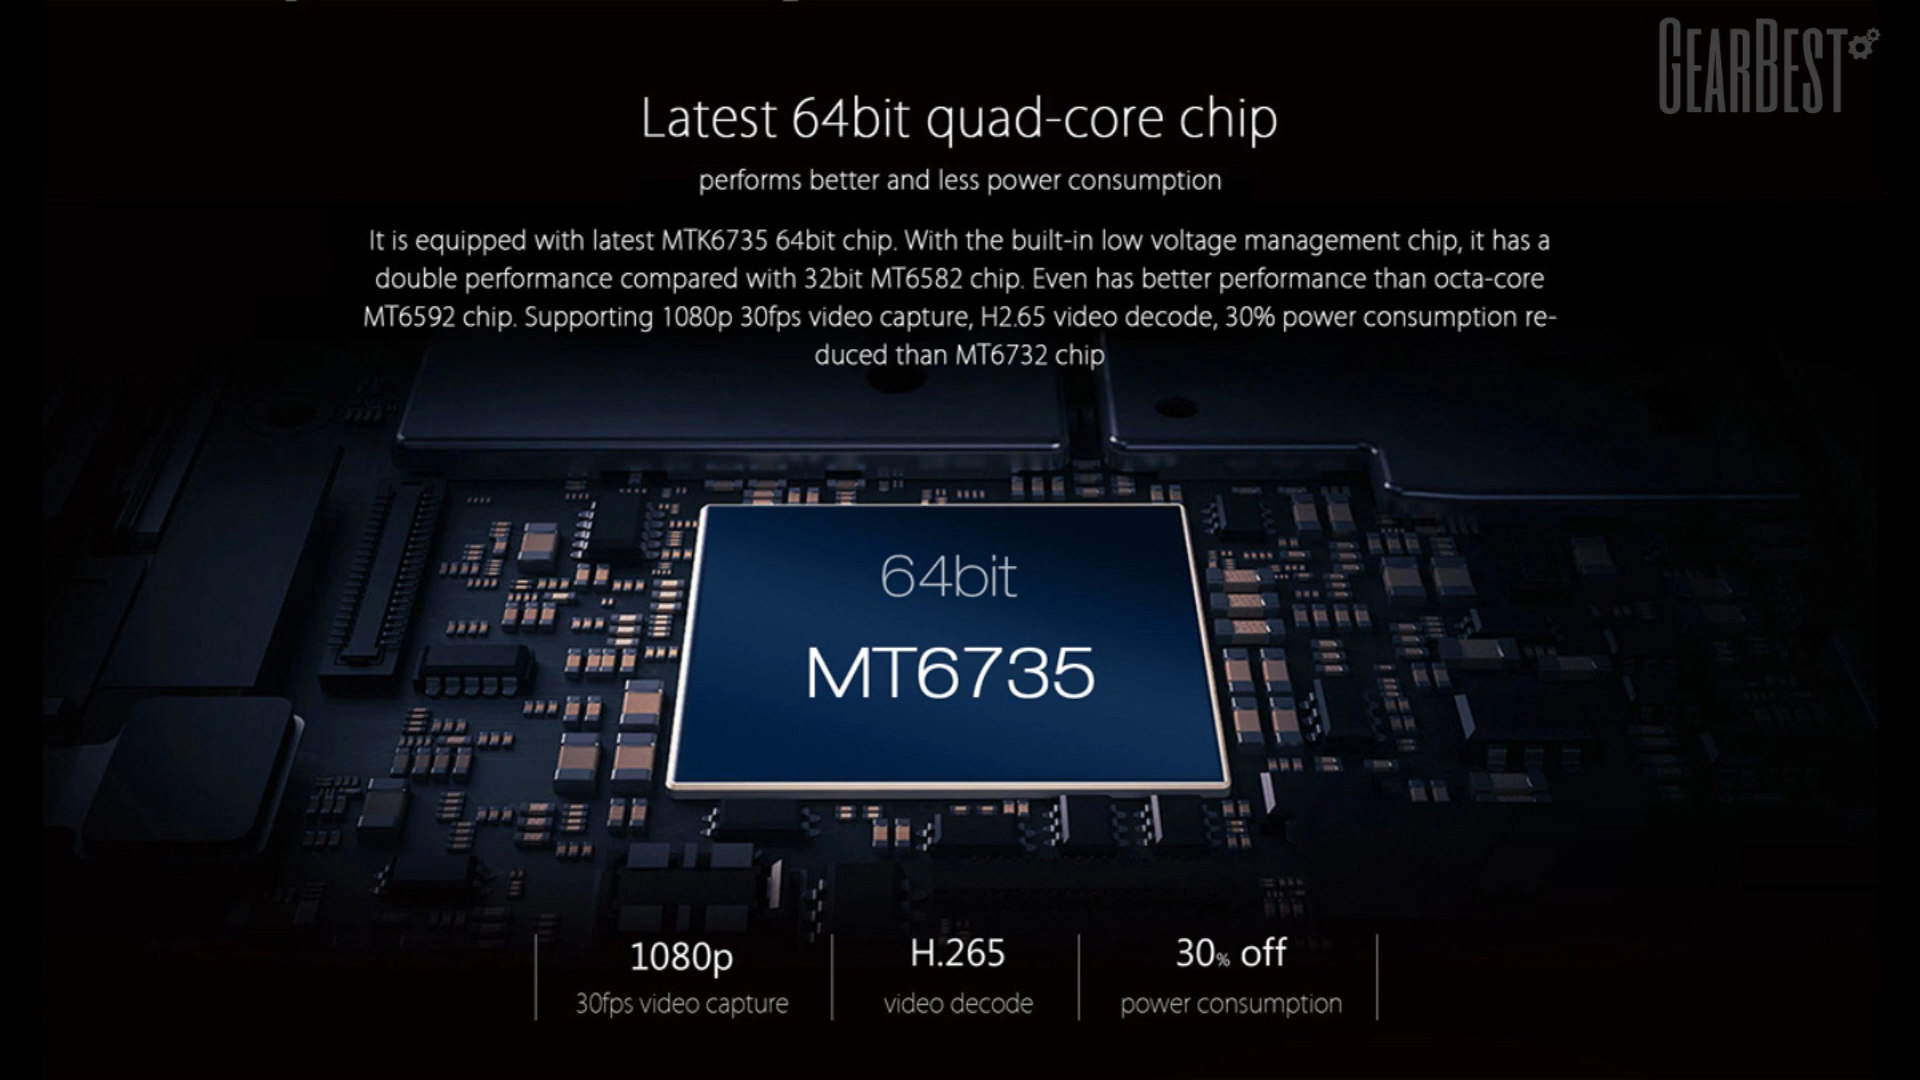 GEARBEST
Latest 64bit quad-core chip
performs better and less power consumption
It is equipped with latest MTK6735 64bit chip. With the built-in low voltage management chip, it has a
double performance compared with 32bit MT6582 chip. Even has better performance than octa-core
MT6592 chip. Supporting 1080p 30fps video capture, H2.65 video decode, 30% power consumption re-
duced than MT6732 chip
64bit
MT6735
1080p
30fps video capture
H.265
video decode
30% off
power consumption